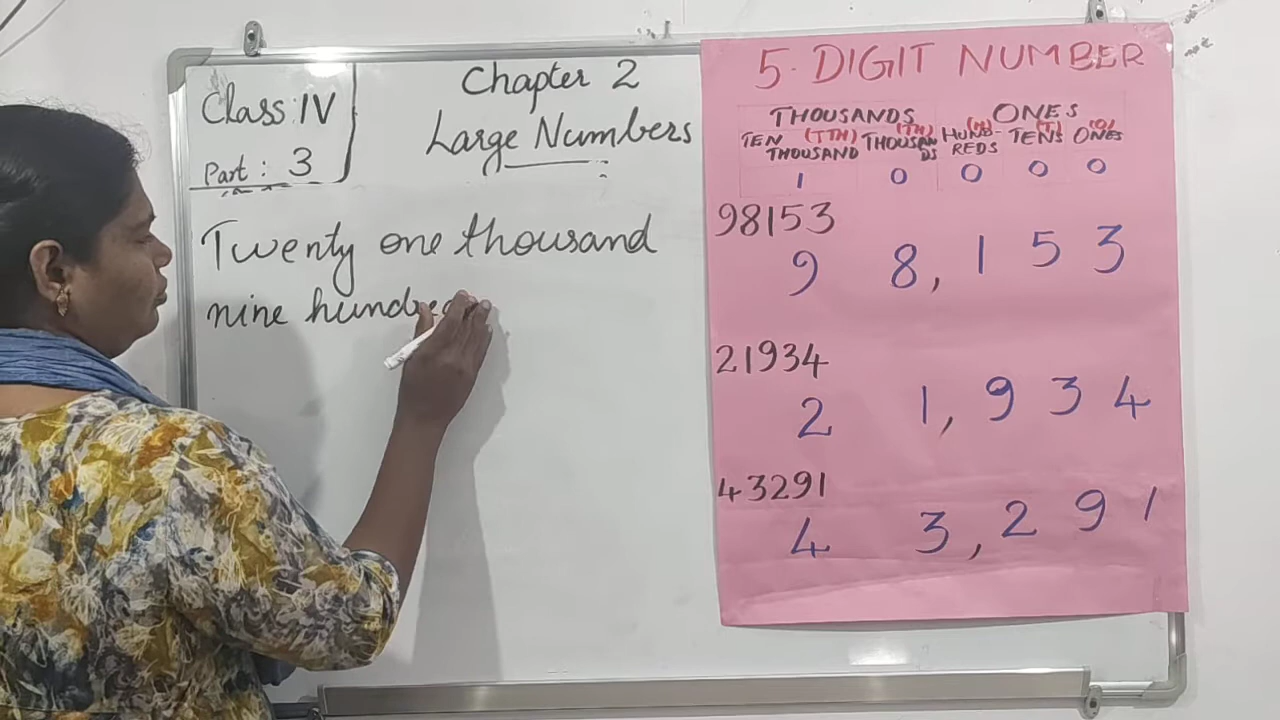 Class: IV
Part: 3
Chapter 2
Large Numbers
Twenty one thousand
nine hundred
5-DIGIT NUMBER
THOUSANDS ONES
TEN THOUSAND (TTH) THOUSANDS (TH) HUNDREDS (H) TENS (T) ONES (O)
1 0 0 0 0
98153
9 8, 1 5 3
21934
2 1, 9 3 4
43291
4 3, 2 9 1